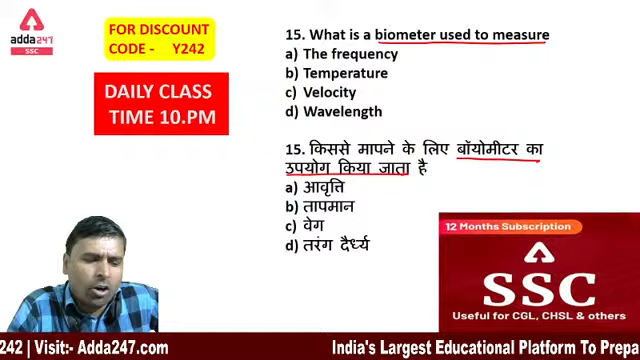 adda247
SSC
FOR DISCOUNT
CODE - Y242
DAILY CLASS
TIME 10.PM
15. What is a biometer used to measure
a) The frequency
b) Temperature
c) Velocity
d) Wavelength
15. किससे मापने के लिए बॉयोमीटर का
उपयोग किया जाता है
a) आवृत्ति
b) तापमान
c) वेग
d) तरंग दैर्ध्य
12 Months Subscription
SSC
Useful for CGL, CHSL & others
242 | Visit:- Adda247.com
India's Largest Educational Platform To Prepa